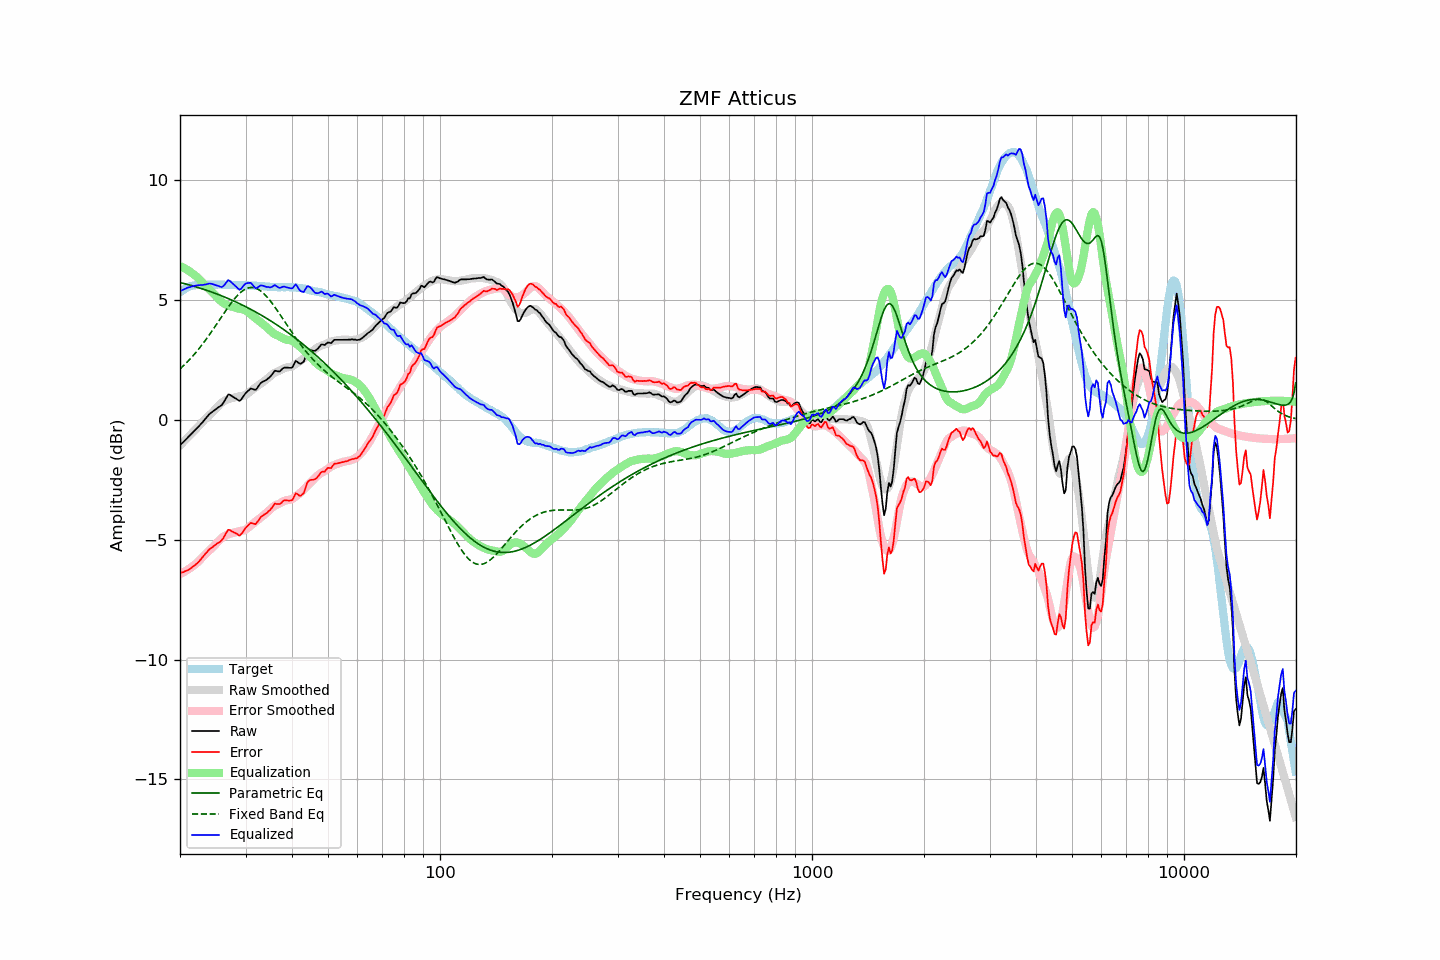 ZMF Atticus
Amplitude (dBr)
10
5
0
−5
−10
−15
Target
Raw Smoothed
Error Smoothed
Raw
Error
Equalization
Parametric Eq
Fixed Band Eq
Equalized
100
1000
10000
Frequency (Hz)